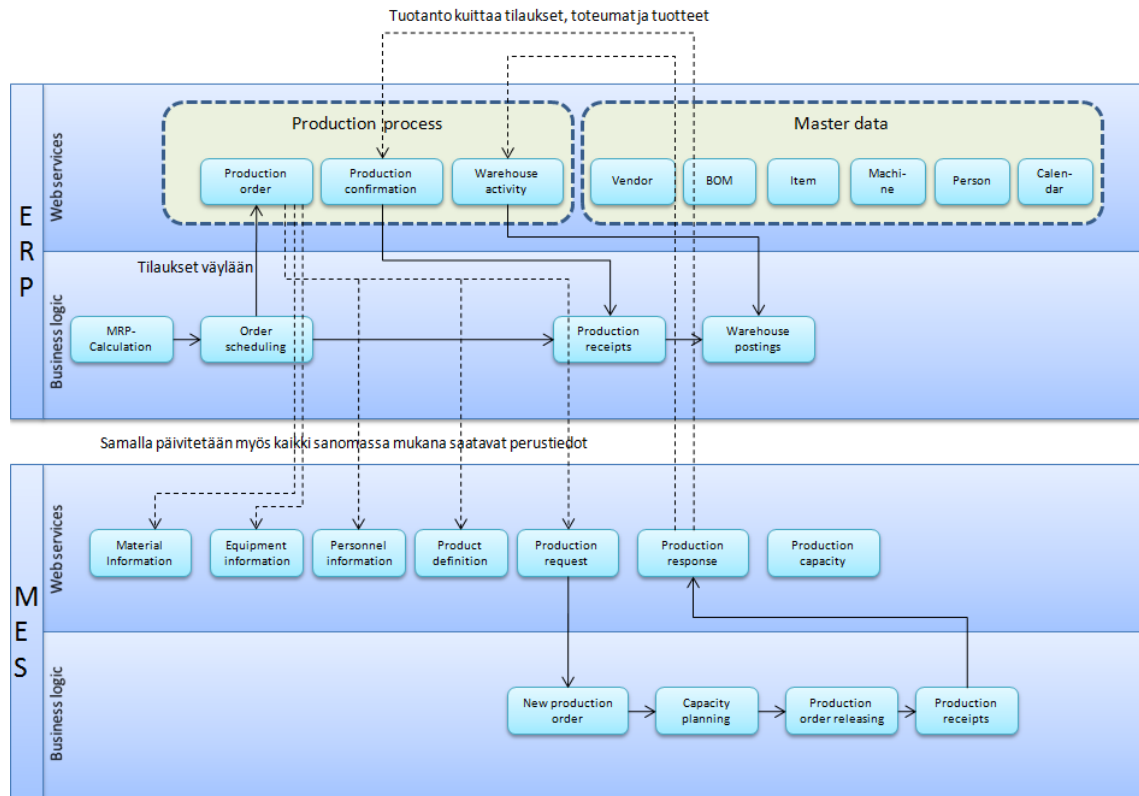 Tuotanto kuittaa tilaukset, toteumat ja tuotteet
ERP
Web services
Production process
Production
order
Production
confirmation
Warehouse
activity
Master data
Vendor
BOM
Item
Machi-
ne
Person
Calen-
dar
Tilaukset väylään
Business logic
MRP-
Calculation
Order
scheduling
Production
receipts
Warehouse
postings
Samalla päivitetään myös kaikki sanomassa mukana saatavat perustiedot
MES
Web services
Material
Information
Equipment
information
Personnel
information
Product
definition
Production
request
Production
response
Production
capacity
Business logic
New production
order
Capacity
planning
Production
order releasing
Production
receipts